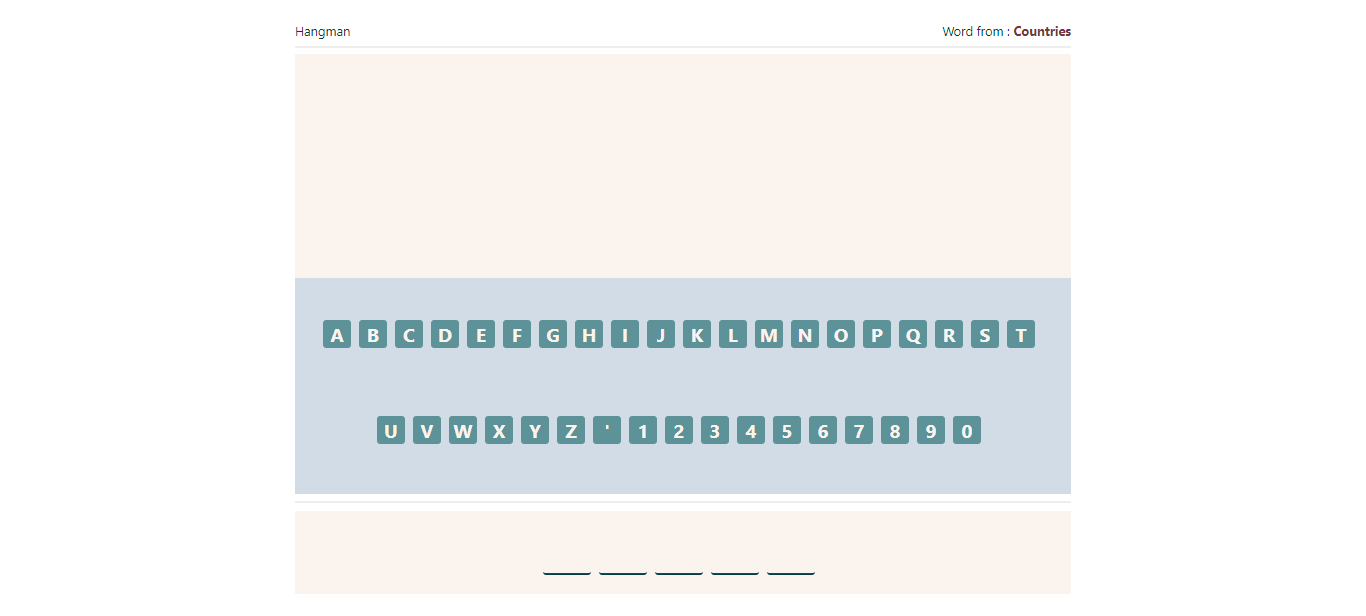 Hangman
Word from : Countries
A B C D E F G H I J K L M N O P Q R S T
U V W X Y Z ' 1 2 3 4 5 6 7 8 9 0